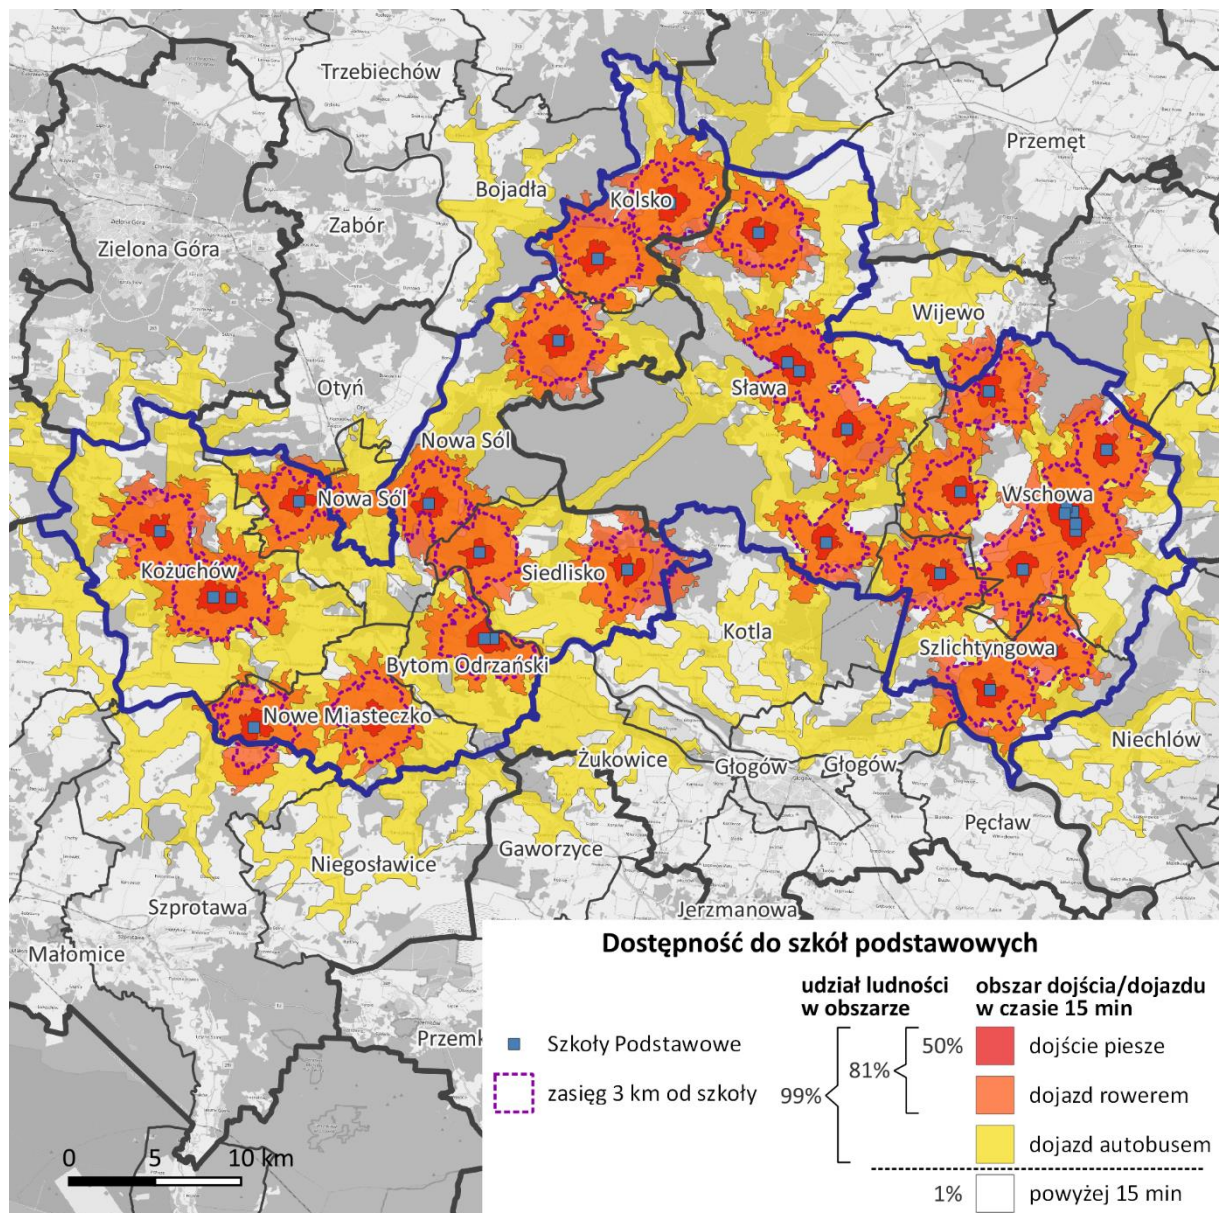 Trzebiechów
Przemęt
Bojadła
Kolsko
Zabór
Zielona Góra
Wijewo
Otyń
Sława
Nowa Sól
Nowa Sól
Wschowa
Kożuchów
Siedlisko
Kotla
Szlichtyngowa
Bytom Odrzański
Nowe Miasteczko
Niechlów
Żukowice
Głogów
Głogów
Pęcław
Gaworzyce
Niegosławice
Szprotawa
Jerzmanowa
Małomice
Przemk
0 5 10 km
Dostępność do szkół podstawowych
udział ludności
w obszarze
obszar dojścia/dojazdu
w czasie 15 min
Szkoły Podstawowe
zasięg 3 km od szkoły
50%
81%
99%
1%
dojście piesze
dojazd rowerem
dojazd autobusem
powyżej 15 min